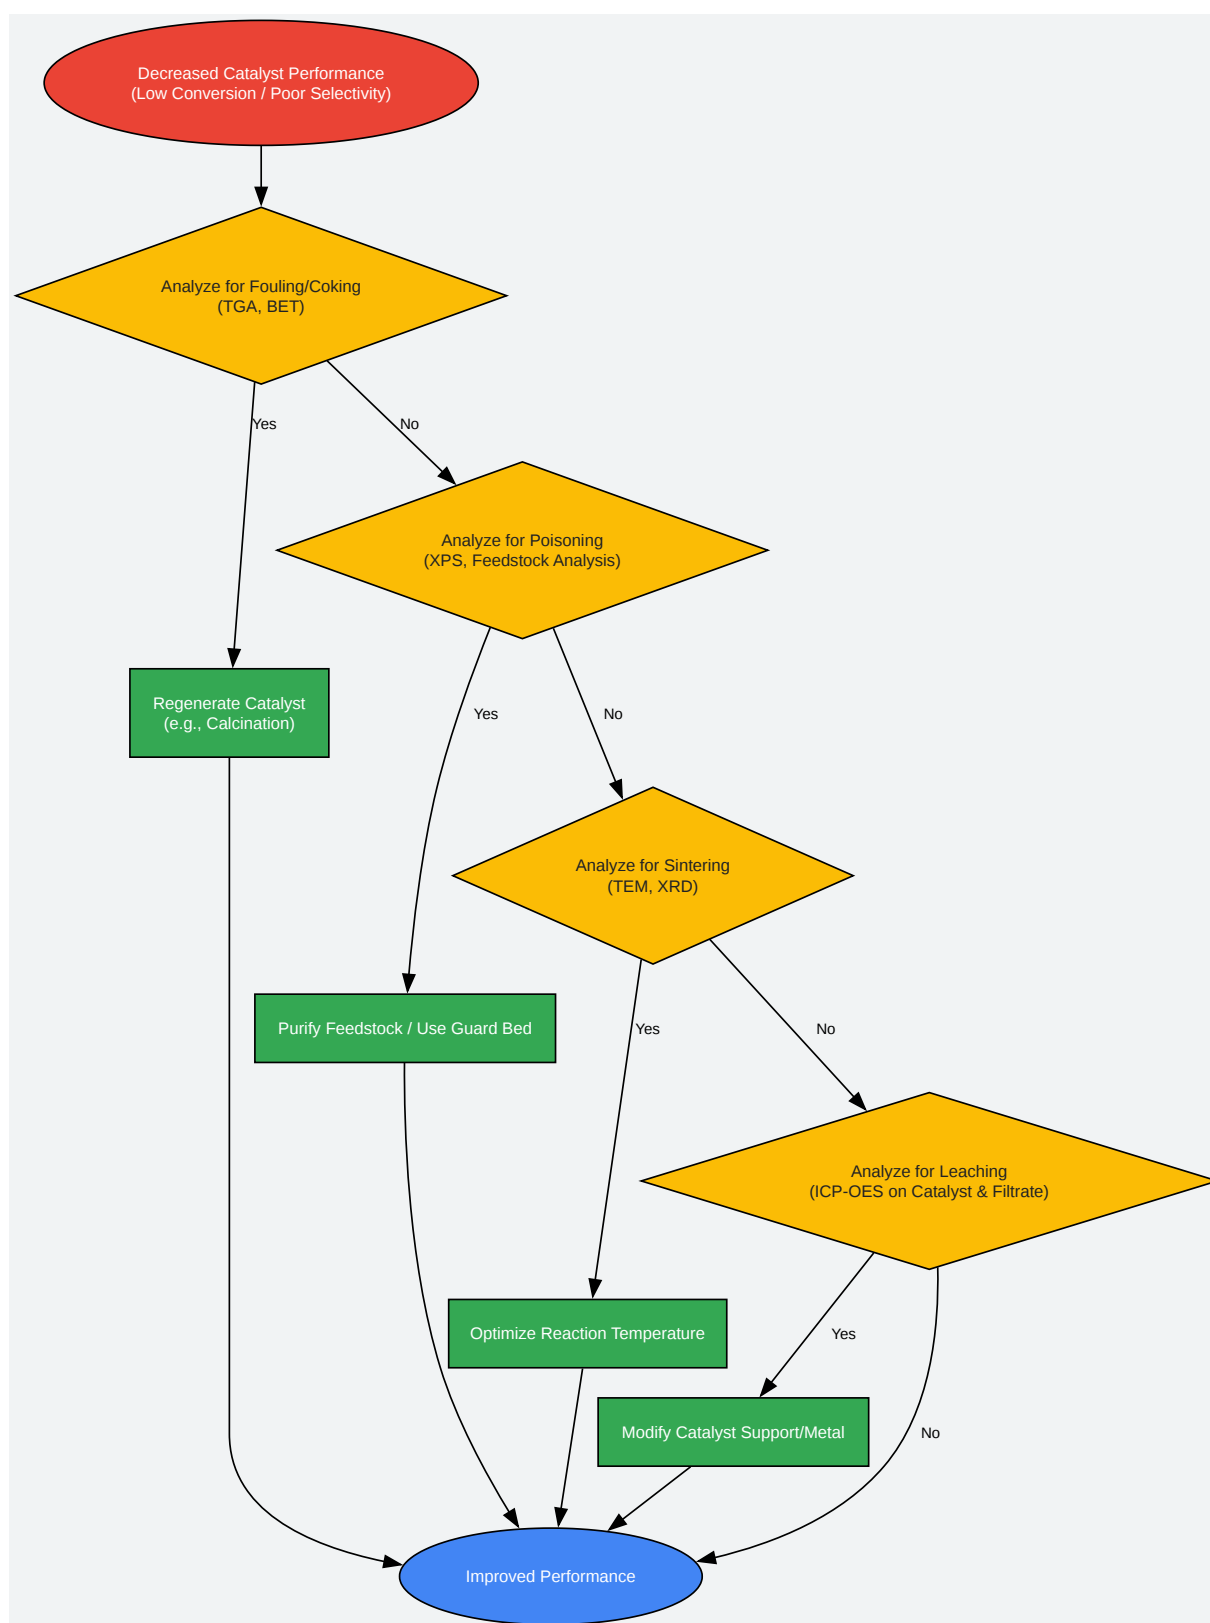 Decreased Catalyst Performance
(Low Conversion / Poor Selectivity)
Analyze for Fouling/Coking
(TGA, BET)
Yes
No
Analyze for Poisoning
(XPS, Feedstock Analysis)
Regenerate Catalyst
(e.g., Calcination)
Yes
No
Analyze for Sintering
(TEM, XRD)
Purify Feedstock / Use Guard Bed
Yes
No
Analyze for Leaching
(ICP-OES on Catalyst & Filtrate)
Optimize Reaction Temperature
Yes
Modify Catalyst Support/Metal
No
Improved Performance